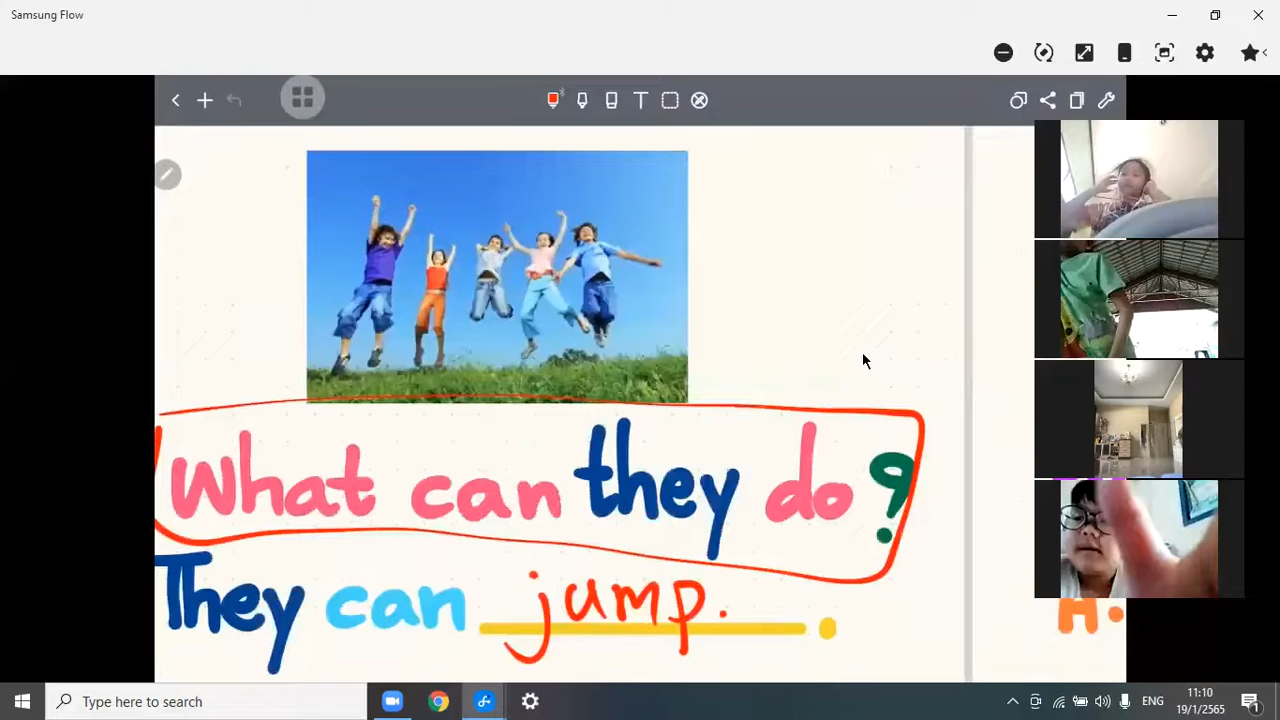 Samsung Flow
T
What can they do ?
They can jump. .
A.
Type here to search
ENG
11:10
19/1/2565
1